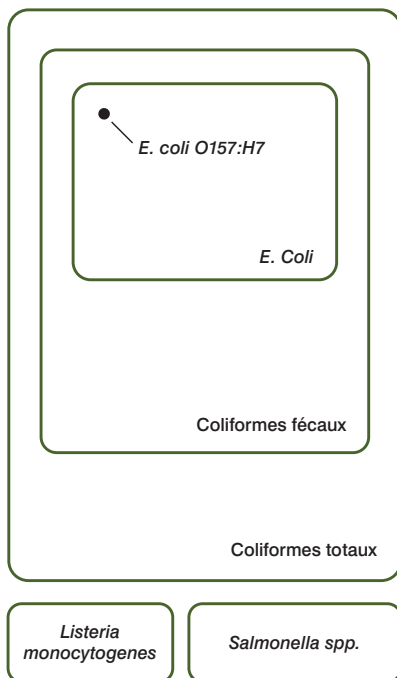 E. coli O157:H7
E. Coli
Coliformes fécaux
Coliformes totaux
Listeria
monocytogenes
Salmonella spp.